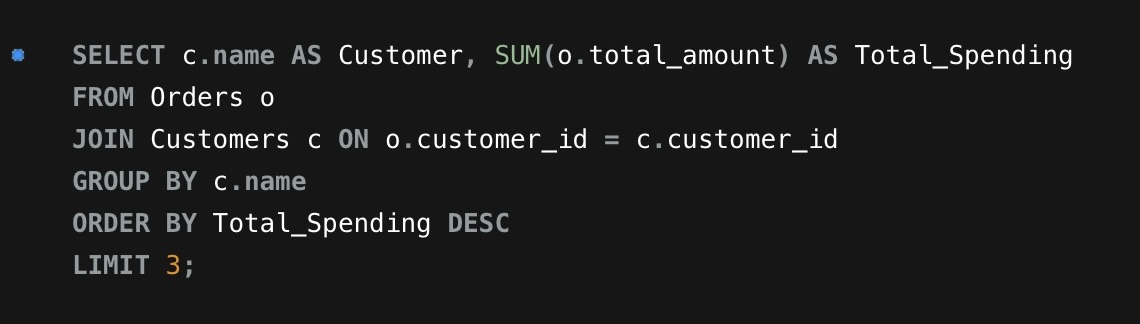 SELECT c.name AS Customer, SUM(o.total_amount) AS Total_Spending
FROM Orders o
JOIN Customers c ON o.customer_id = c.customer_id
GROUP BY c.name
ORDER BY Total_Spending DESC
LIMIT 3;